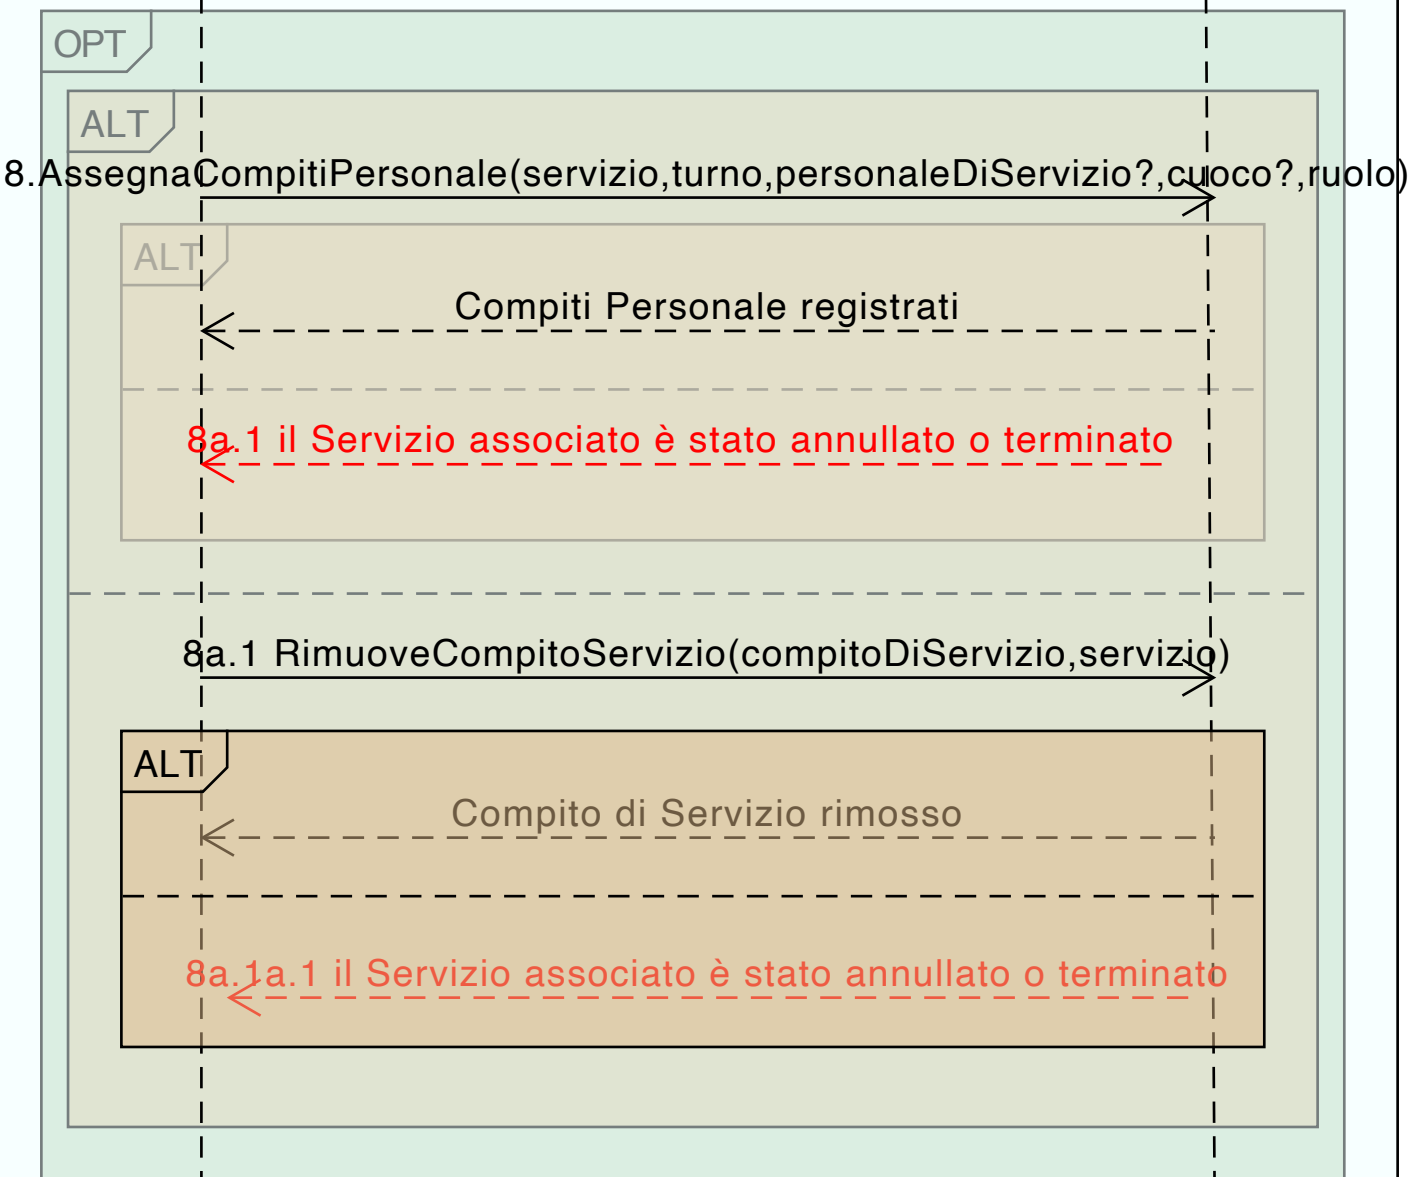 OPT
ALT
8.AssegnaCompitiPersonale(servizio,turno,personaleDiServizio?,cuoco?,ruolo)
ALT
Compiti Personale registrati
8a.1 il Servizio associato è stato annullato o terminato
8a.1 RimuoveCompitoServizio(compitoDiServizio,servizio)
ALT
Compito di Servizio rimosso
8a.1a.1 il Servizio associato è stato annullato o terminato